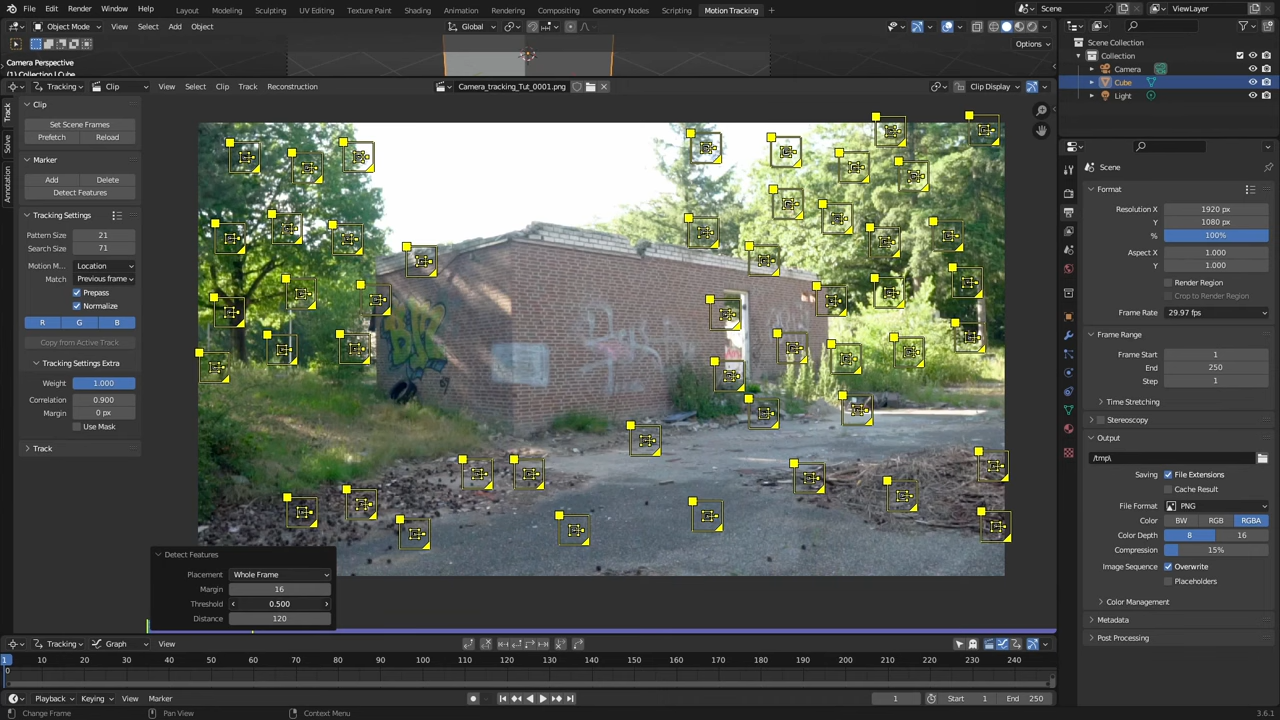 File Edit Render Window Help Layout Modeling Sculpting UV Editing Texture Paint Shading Animation Rendering Compositing Geometry Nodes Scripting Motion Tracking Scene ViewLayer
Object Mode View Select Add Object Global Options
Camera Perspective
(1) Collection | Cube
Scene Collection
Collection
Camera
Cube
Light
Tracking Clip View Select Clip Track Reconstruction Camera_tracking_Tut_0001.png Clip Display
Track
Solve
Annotation
Clip
Set Scene Frames
Prefetch Reload
Marker
Add Delete
Detect Features
Tracking Settings
Pattern Size 21
Search Size 71
Motion M... Location
Match Previous frame
Prepass
Normalize
R G B
Copy from Active Track
Tracking Settings Extra
Weight 1.000
Correlation 0.900
Margin 0 px
Use Mask
Track
Detect Features
Placement Whole Frame
Margin 16
Threshold 0.500
Distance 120
Scene
Format
Resolution X 1920 px
Y 1080 px
% 100%
Aspect X 1.000
Y 1.000
Render Region
Crop to Render Region
Frame Rate 29.97 fps
Frame Range
Frame Start 1
End 250
Step 1
Time Stretching
Stereoscopy
Output
/tmp\
Saving File Extensions
Cache Result
File Format PNG
Color BW RGB RGBA
Color Depth 8 16
Compression 15%
Image Sequence Overwrite
Placeholders
Color Management
Metadata
Post Processing
Tracking Graph View
1 10 20 30 40 50 60 70 80 90 100 110 120 130 140 150 160 170 180 190 200 210 220 230 240
0
Playback Keying View Marker 1 Start 1 End 250
Change Frame Pan View Context Menu 3.6.1